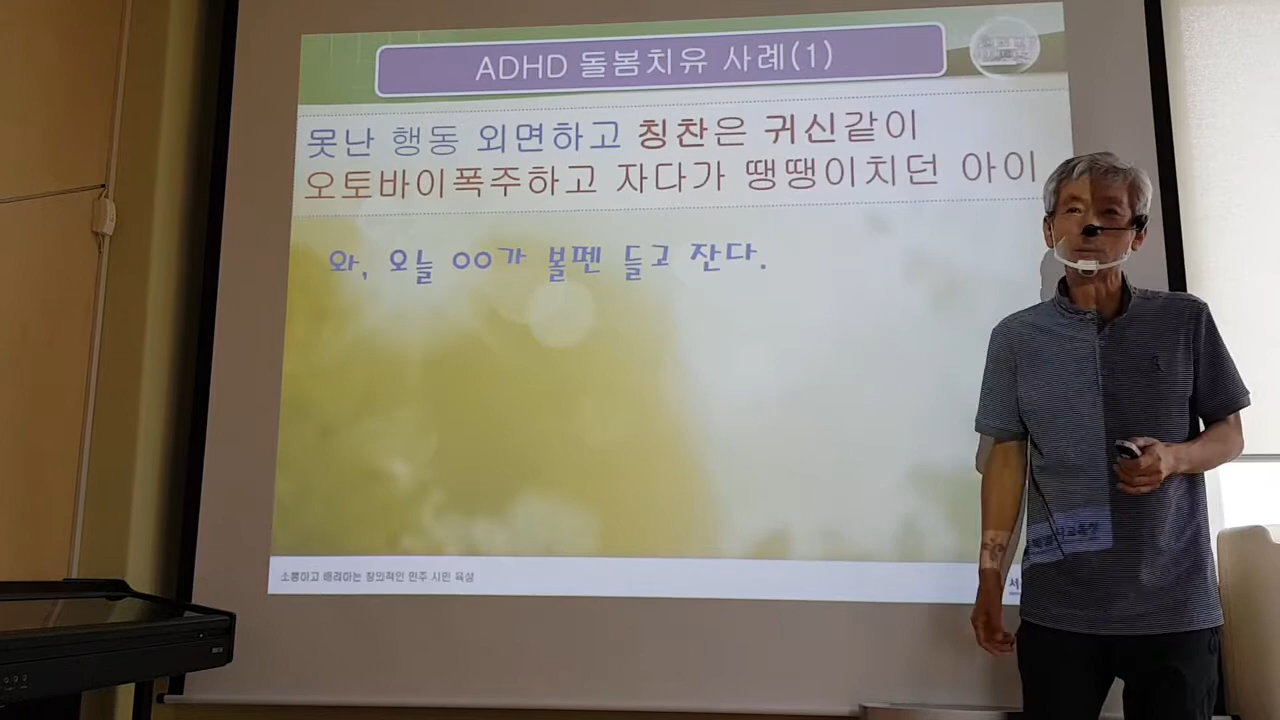 ADHD 돌봄치유 사례(1)
못난 행동 외면하고 칭찬은 귀신같이
오토바이폭주하고 자다가 땡땡이치던 아이
와, 오늘 OO가 볼펜 들고 잔다.
소통하고 배려하는 창의적인 민주 시민 육성